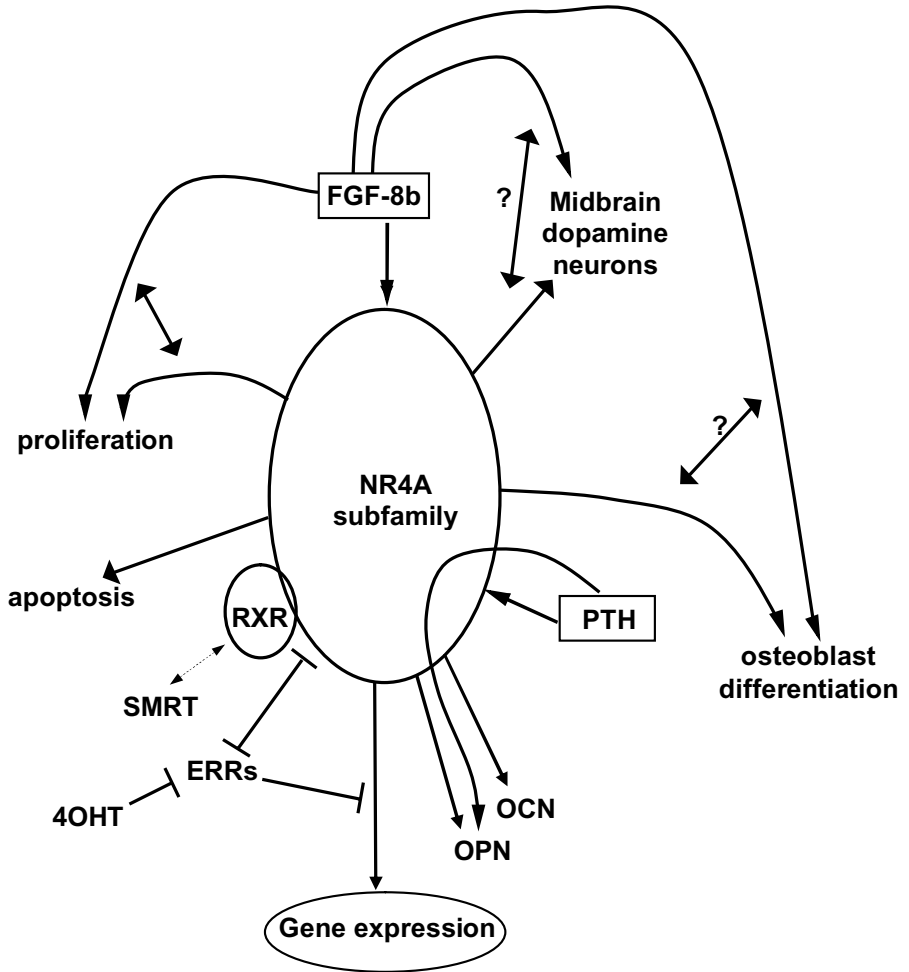 FGF-8b
?
Midbrain
dopamine
neurons
proliferation
?
NR4A
subfamily
apoptosis
RXR
PTH
osteoblast
differentiation
SMRT
ERRs
4OHT
OCN
OPN
Gene expression